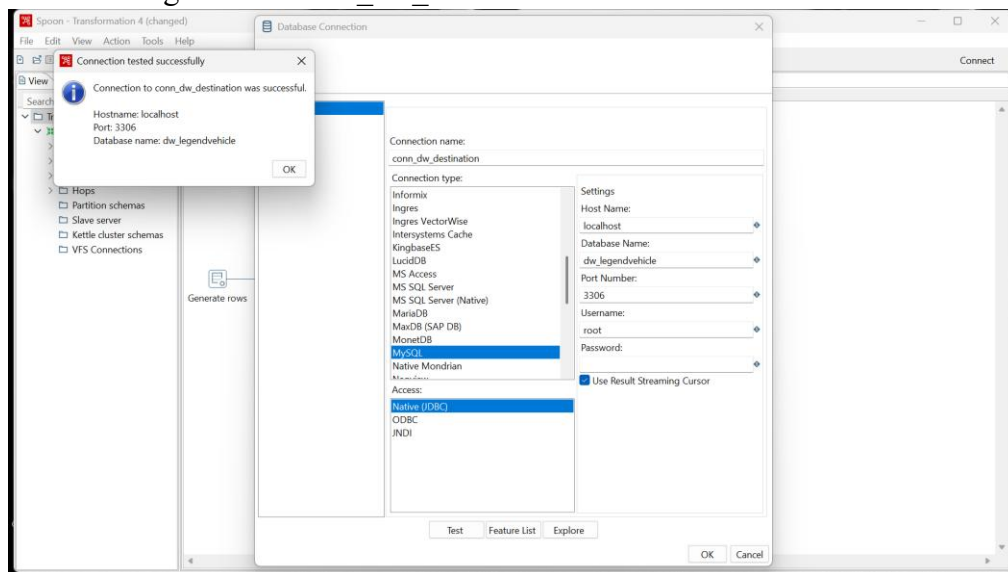 Spoon - Transformation 4 (changed)
File Edit View Action Tools Help
Connect
View
Search
Connection tested successfully
Connection to conn_dw_destination was successful.
Hostname: localhost
Port: 3306
Database name: dw_legendvehicle
OK
Hops
Partition schemas
Slave server
Kettle cluster schemas
VFS Connections
Generate rows
Database Connection
Connection name:
conn_dw_destination
Connection type:
Informix
Ingres
Ingres VectorWise
Intersystems Cache
KingbaseES
LucidDB
MS Access
MS SQL Server
MS SQL Server (Native)
MariaDB
MaxDB (SAP DB)
MonetDB
MySQL
Native Mondrian
Access:
Native (JDBC)
ODBC
JNDI
Settings
Host Name:
localhost
Database Name:
dw_legendvehicle
Port Number:
3306
Username:
root
Password:
Use Result Streaming Cursor
Test Feature List Explore
OK Cancel